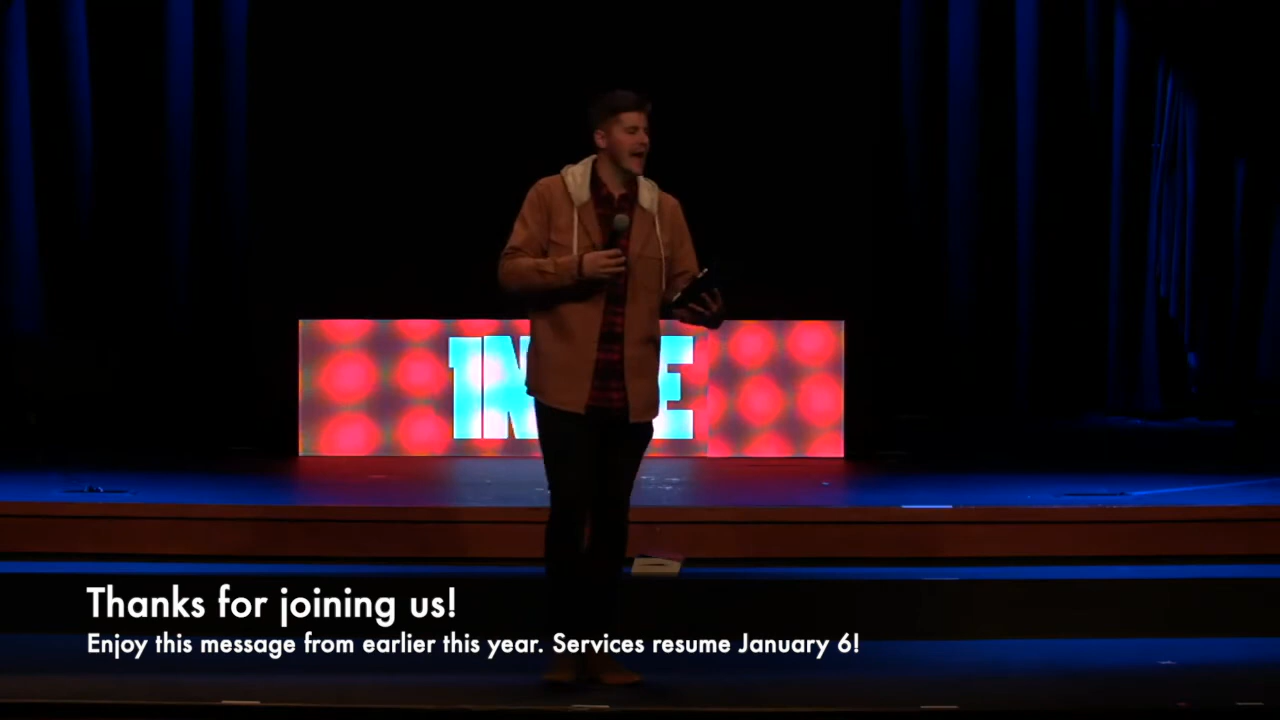 Thanks for joining us!
Enjoy this message from earlier this year. Services resume January 6!